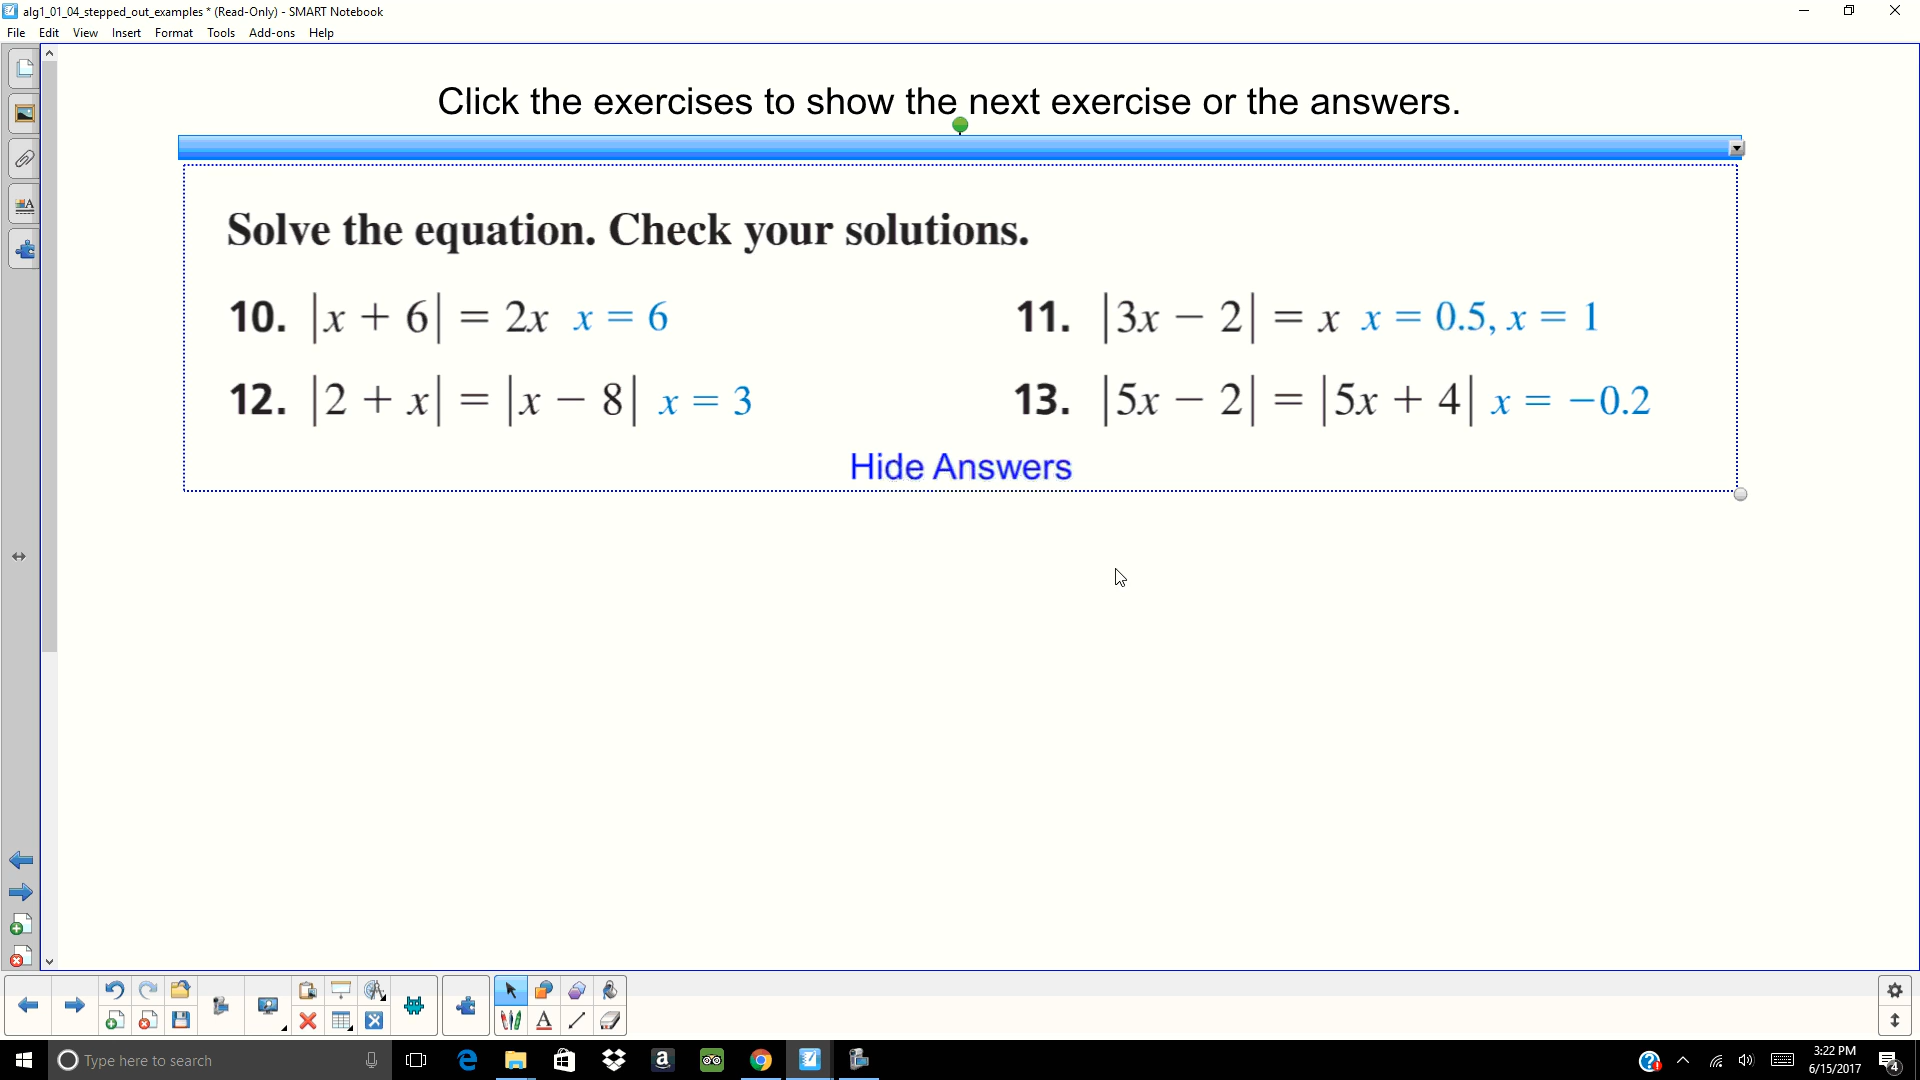 alg1_01_04_stepped_out_examples * (Read-Only) - SMART Notebook
File Edit View Insert Format Tools Add-ons Help
Click the exercises to show the next exercise or the answers.
Solve the equation. Check your solutions.
10. |x + 6| = 2x x = 6
11. |3x − 2| = x x = 0.5, x = 1
12. |2 + x| = |x − 8| x = 3
13. |5x − 2| = |5x + 4| x = −0.2
Hide Answers
Type here to search
3:22 PM
6/15/2017
4